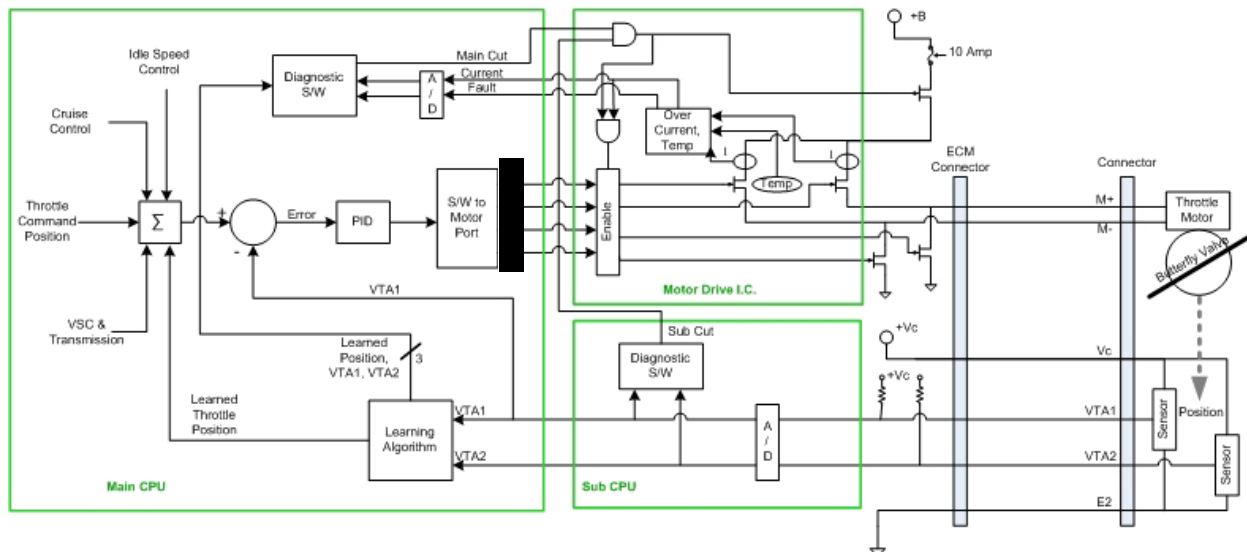 +B
10 Amp
Idle Speed
Control
Main Cut
Diagnostic
S/W
A
/
D
Current
Fault
Cruise
Control
Over
Current,
Temp
I
I
Temp
ECM
Connector
Connector
Throttle
Command
Position
Σ
+
-
Error
PID
S/W to
Motor
Port
Enable
M+
M-
Throttle
Motor
Butterfly Valve
Motor Drive I.C.
VTA1
VSC &
Transmission
Sub Cut
+Vc
Vc
Learned
Position,
VTA1, VTA2
3
Diagnostic
S/W
+Vc
Learned
Throttle
Position
Learning
Algorithm
VTA1
VTA2
A
/
D
VTA1
VTA2
Sensor
Sensor
Position
E2
Main CPU
Sub CPU